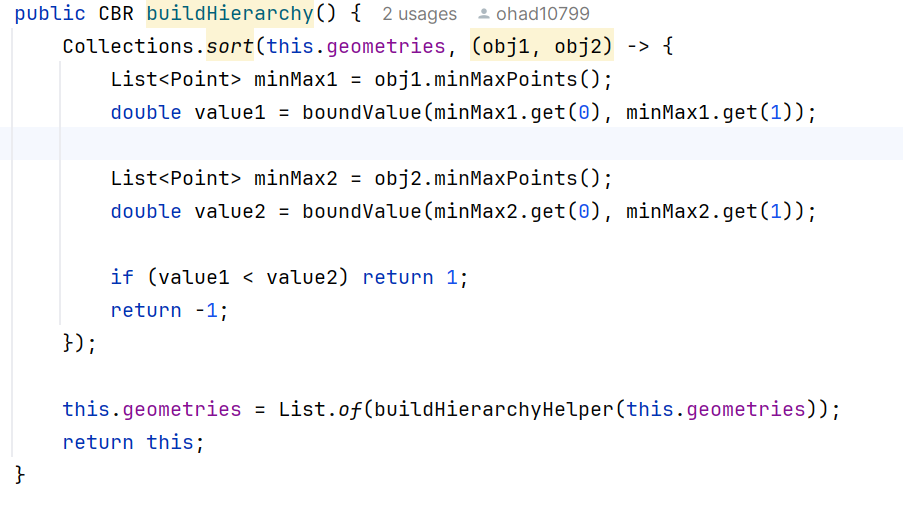 public CBR buildHierarchy() {  2 usages  ohad10799
    Collections.sort(this.geometries, (obj1, obj2) -> {
        List<Point> minMax1 = obj1.minMaxPoints();
        double value1 = boundValue(minMax1.get(0), minMax1.get(1));

        List<Point> minMax2 = obj2.minMaxPoints();
        double value2 = boundValue(minMax2.get(0), minMax2.get(1));

        if (value1 < value2) return 1;
        return -1;
    });

    this.geometries = List.of(buildHierarchyHelper(this.geometries));
    return this;
}